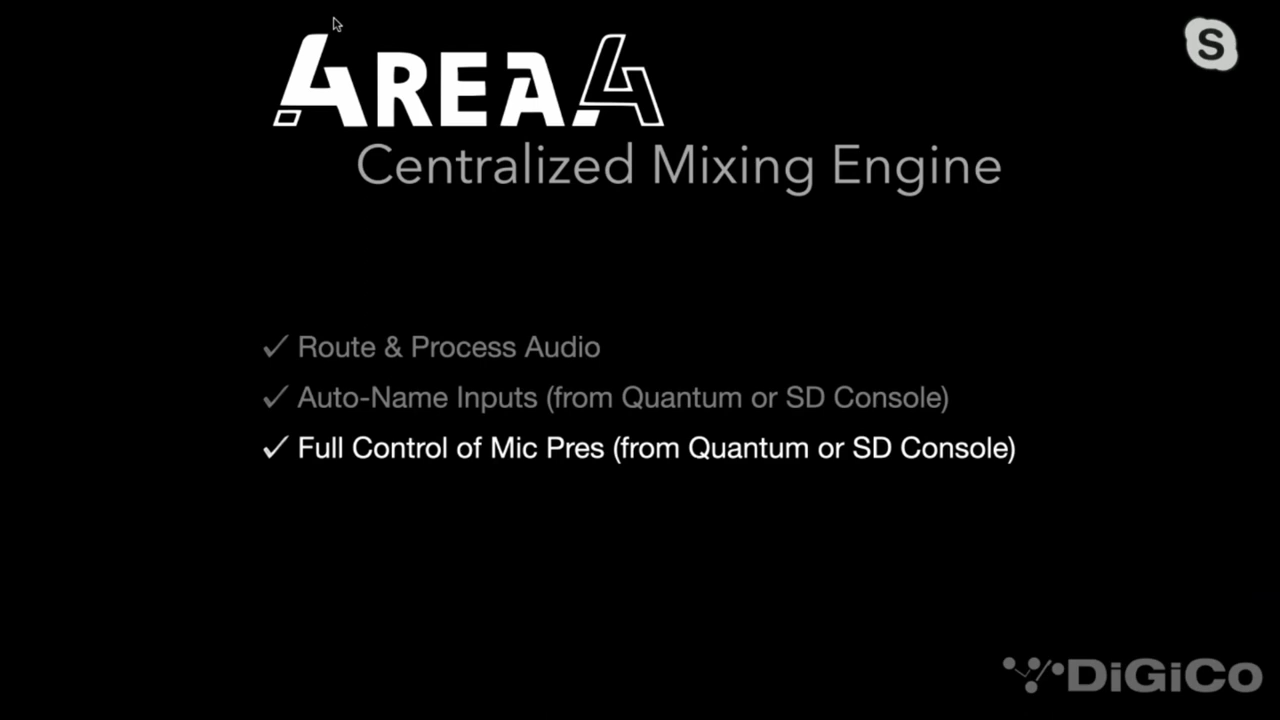 4REA4
S
Centralized Mixing Engine
✓ Route & Process Audio
✓ Auto-Name Inputs (from Quantum or SD Console)
✓ Full Control of Mic Pres (from Quantum or SD Console)
DiGiCo